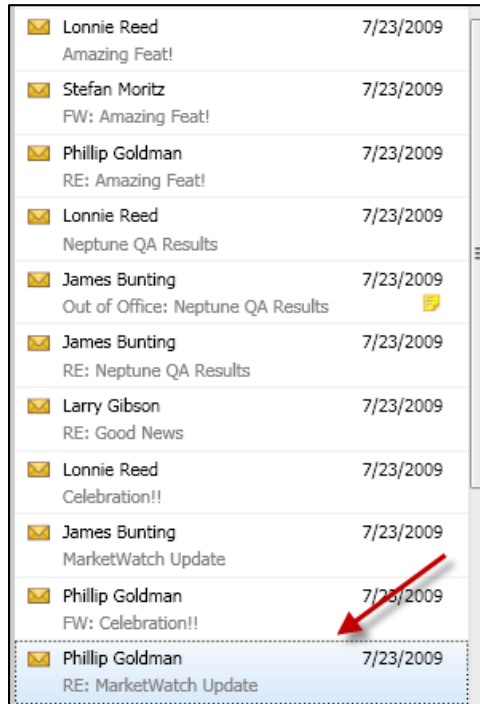 Lonnie Reed 7/23/2009
Amazing Feat!
Stefan Moritz 7/23/2009
FW: Amazing Feat!
Phillip Goldman 7/23/2009
RE: Amazing Feat!
Lonnie Reed 7/23/2009
Neptune QA Results
James Bunting 7/23/2009
Out of Office: Neptune QA Results
James Bunting 7/23/2009
RE: Neptune QA Results
Larry Gibson 7/23/2009
RE: Good News
Lonnie Reed 7/23/2009
Celebration!!
James Bunting 7/23/2009
MarketWatch Update
Phillip Goldman 7/23/2009
FW: Celebration!!
Phillip Goldman 7/23/2009
RE: MarketWatch Update